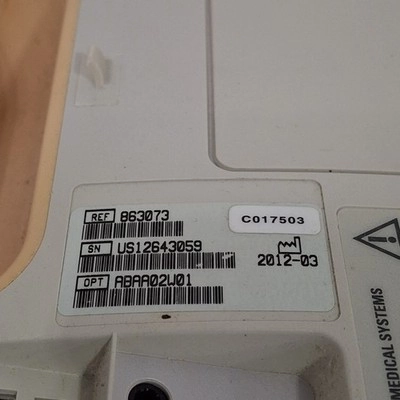 REF 863073
C017503
SN US12643059
2012-03
OPT ABAA02W01
MEDICAL SYSTEMS